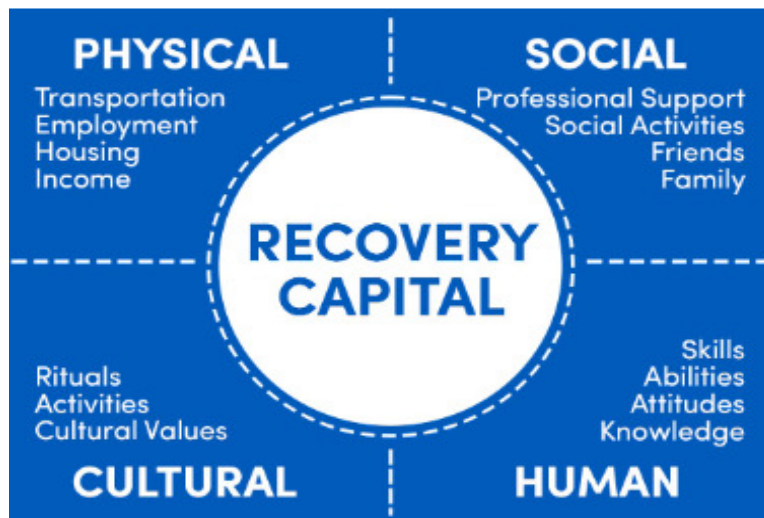 PHYSICAL
Transportation
Employment
Housing
Income
SOCIAL
Professional Support
Social Activities
Friends
Family
RECOVERY
CAPITAL
Rituals
Activities
Cultural Values
CULTURAL
Skills
Abilities
Attitudes
Knowledge
HUMAN